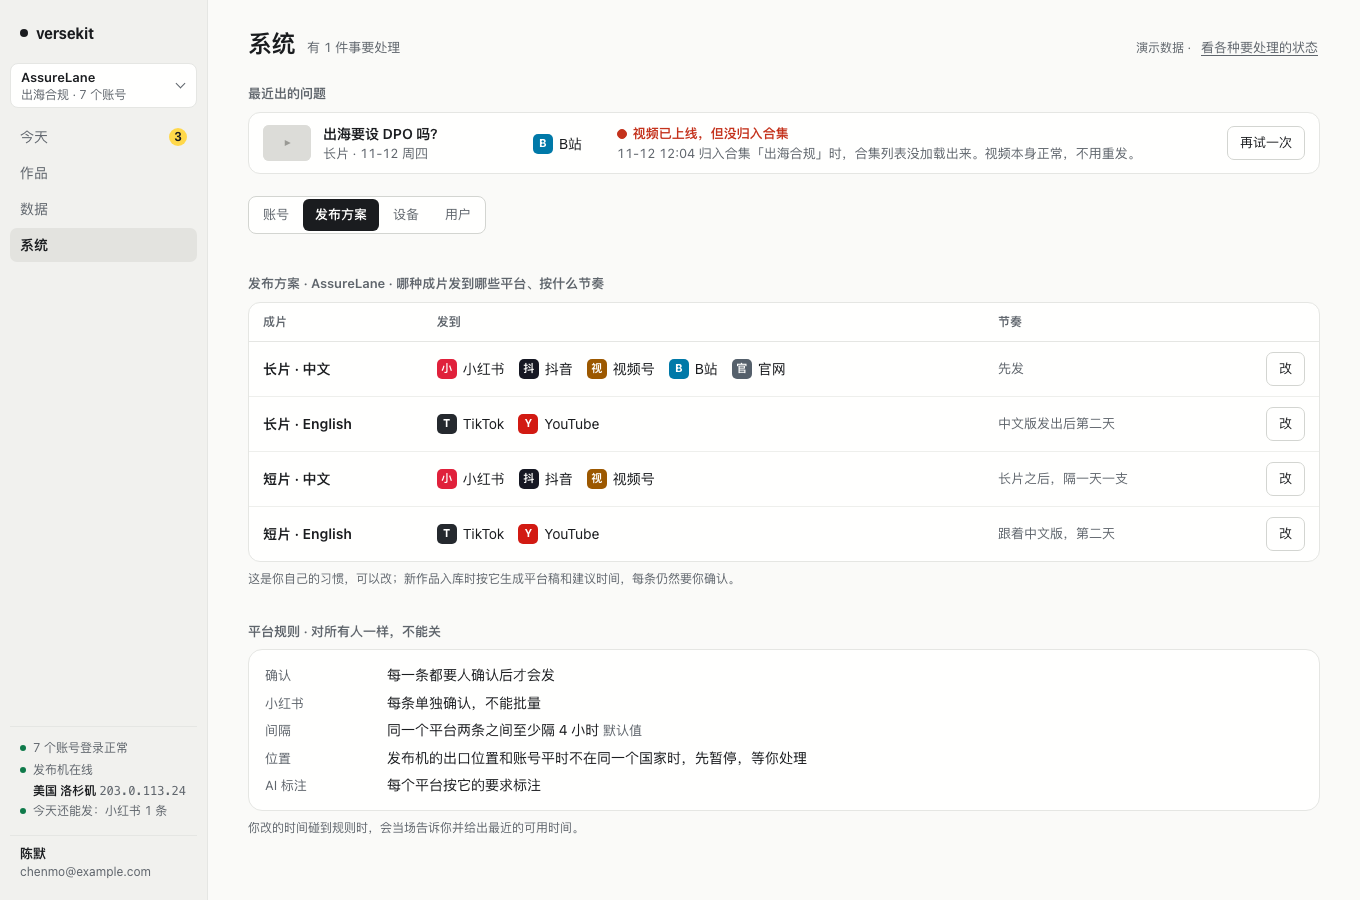 versekit
AssureLane
出海合规 · 7 个账号
今天 3
作品
数据
系统
7 个账号登录正常
发布机在线
美国 洛杉矶 203.0.113.24
今天还能发：小红书 1 条
陈默
chenmo@example.com
系统 有 1 件事要处理
演示数据 · 看各种要处理的状态
最近出的问题
出海要设 DPO 吗?
长片 · 11-12 周四
B B站
视频已上线，但没归入合集
11-12 12:04 归入合集「出海合规」时，合集列表没加载出来。视频本身正常，不用重发。
再试一次
账号 发布方案 设备 用户
发布方案 · AssureLane · 哪种成片发到哪些平台、按什么节奏
成片 发到 节奏
长片 · 中文 小 小红书 抖 抖音 视 视频号 B B站 官 官网 先发 改
长片 · English T TikTok Y YouTube 中文版发出后第二天 改
短片 · 中文 小 小红书 抖 抖音 视 视频号 长片之后，隔一天一支 改
短片 · English T TikTok Y YouTube 跟着中文版，第二天 改
这是你自己的习惯，可以改；新作品入库时按它生成平台稿和建议时间，每条仍然要你确认。
平台规则 · 对所有人一样，不能关
确认 每一条都要人确认后才会发
小红书 每条单独确认，不能批量
间隔 同一个平台两条之间至少隔 4 小时 默认值
位置 发布机的出口位置和账号平时不在同一个国家时，先暂停，等你处理
AI 标注 每个平台按它的要求标注
你改的时间碰到规则时，会当场告诉你并给出最近的可用时间。